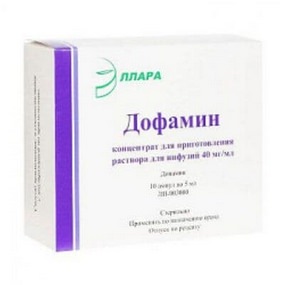 ЭЛЛАРА
Дофамин
концентрат для приготовления
раствора для инфузий 40 мг/мл
Допамин
10 ампул по 5 мл
Стерильно
Применять по назначению врача
Отпуск по рецепту